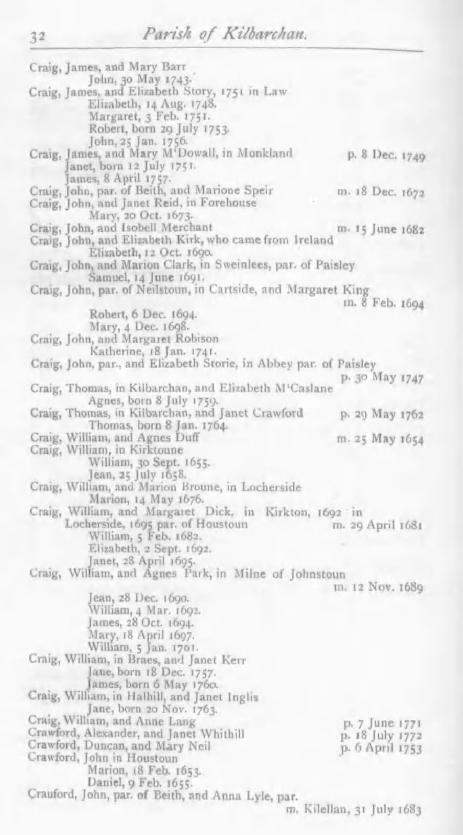 32 Parish of Kilbarchan.
Craig, James, and Mary Barr
John, 30 May 1743.
Craig, James, and Elizabeth Story, 1751 in Law
Elizabeth, 14 Aug. 1748.
Margaret, 3 Feb. 1751.
Robert, born 29 July 1753.
John, 25 Jan. 1756.
Craig, James, and Mary M'Dowall, in Monkland p. 8 Dec. 1749
Janet, born 12 July 1751.
James, 8 April 1757.
Craig, John, par. of Beith, and Marione Speir m. 18 Dec. 1672
Craig, John, and Janet Reid, in Forehouse
Mary, 20 Oct. 1673.
Craig, John, and Isobell Merchant m. 15 June 1682
Craig, John, and Elizabeth Kirk, who came from Ireland
Elizabeth, 12 Oct. 1690.
Craig, John, and Marion Clark, in Sweinlees, par. of Paisley
Samuel, 14 June 1691.
Craig, John, par. of Neilstoun, in Cartside, and Margaret King
m. 8 Feb. 1694
Robert, 6 Dec. 1694.
Mary, 4 Dec. 1698.
Craig, John, and Margaret Robison
Katherine, 18 Jan. 1741.
Craig, John, par., and Elizabeth Storie, in Abbey par. of Paisley
p. 30 May 1747
Craig, Thomas, in Kilbarchan, and Elizabeth M'Caslane
Agnes, born 8 July 1759.
Craig, Thomas, in Kilbarchan, and Janet Crawford p. 29 May 1762
Thomas, born 8 Jan. 1764.
Craig, William, and Agnes Duff m. 25 May 1654
Craig, William, in Kirktoune
William, 30 Sept. 1655.
Jean, 25 July 1658.
Craig, William, and Marion Broune, in Locherside
Marion, 14 May 1676.
Craig, William, and Margaret Dick, in Kirkton, 1692 in
Locherside, 1695 par. of Houstoun m. 29 April 1681
William, 5 Feb. 1682.
Elizabeth, 2 Sept. 1692.
Janet, 28 April 1695.
Craig, William, and Agnes Park, in Milne of Johnstoun
m. 12 Nov. 1689
Jean, 28 Dec. 1690.
William, 4 Mar. 1692.
James, 28 Oct. 1694.
Mary, 18 April 1697.
William, 5 Jan. 1701.
Craig, William, in Braes, and Janet Kerr
Jane, born 18 Dec. 1757.
James, born 6 May 1760.
Craig, William, in Halhill, and Janet Inglis
Jane, born 20 Nov. 1763.
Craig, William, and Anne Lang p. 7 June 1771
Crawford, Alexander, and Janet Whithill p. 18 July 1772
Crawford, Duncan, and Mary Neil p. 6 April 1753
Crawford, John in Houstoun
Marion, 18 Feb. 1653.
Daniel, 9 Feb. 1655.
Crauford, John, par. of Beith, and Anna Lyle, par.
m. Kilellan, 31 July 1683